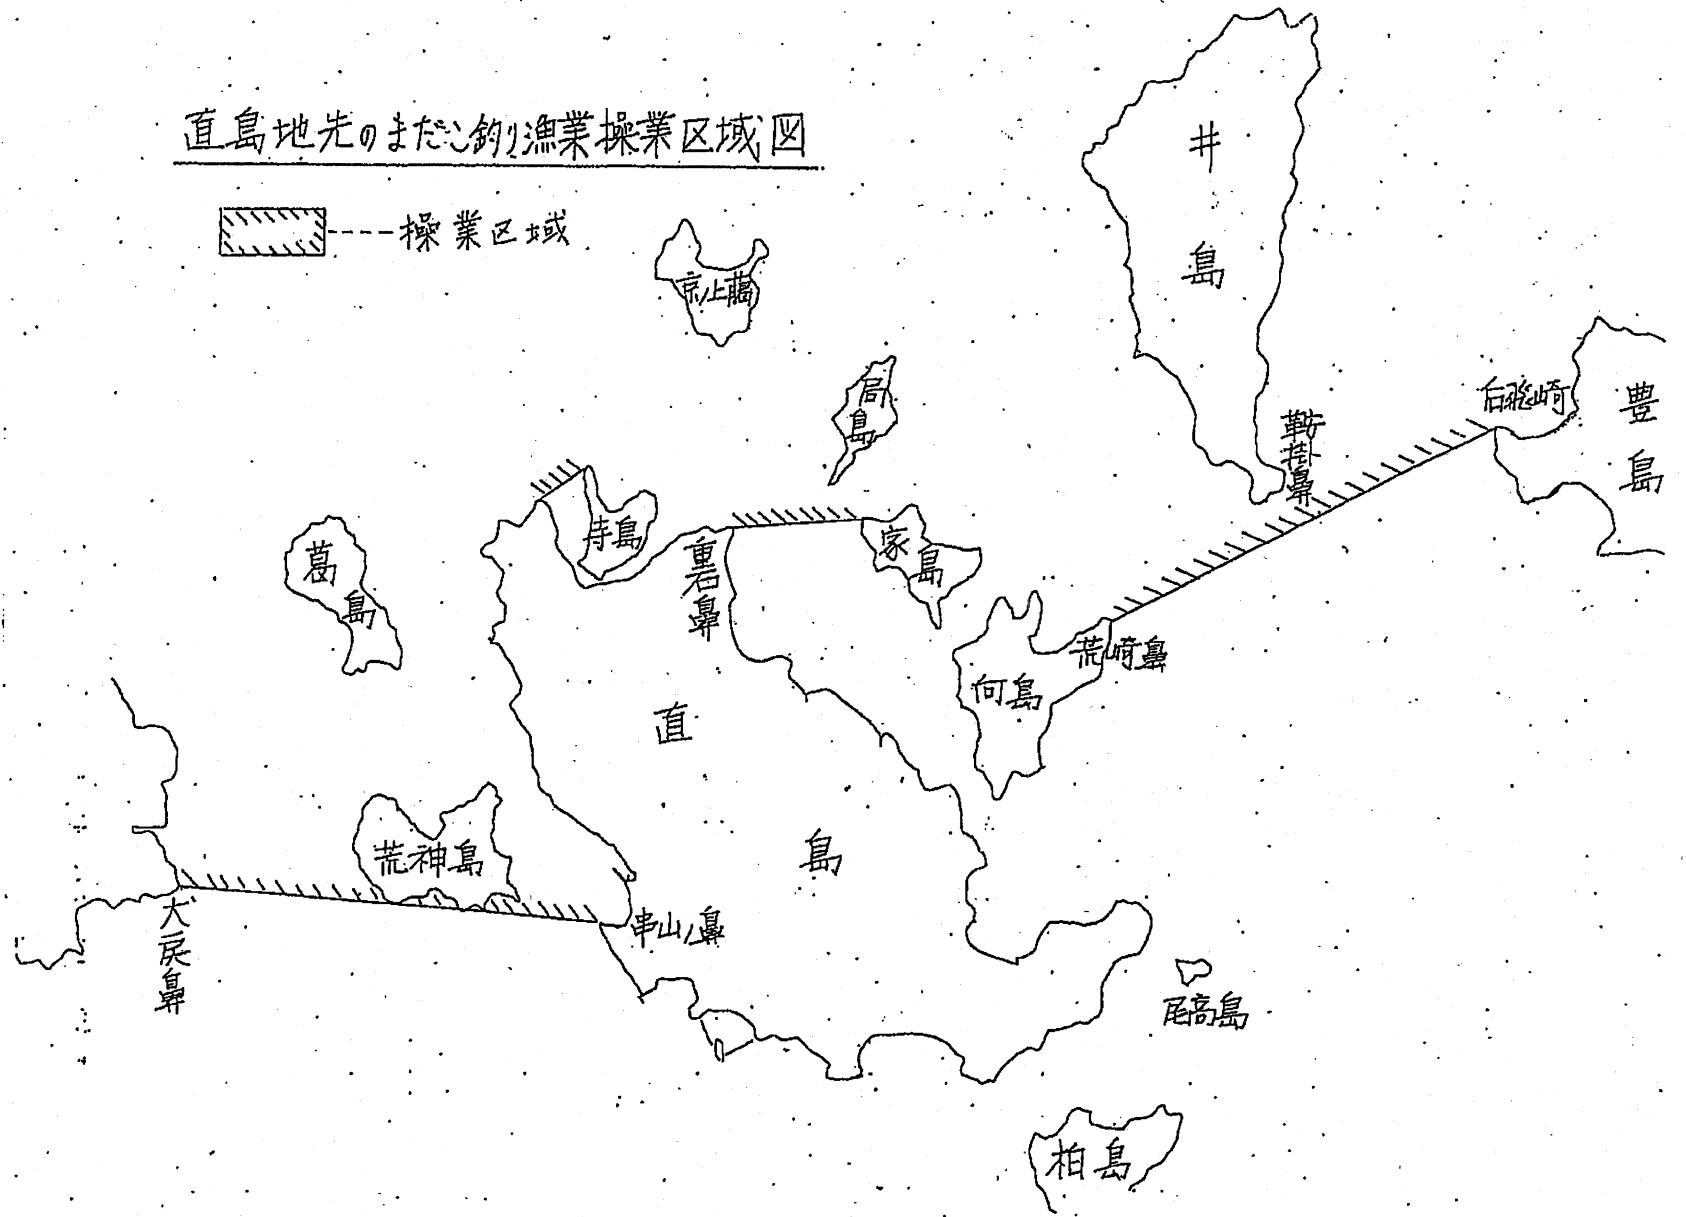 直島地先のまだこ釣り漁業操業区域図
操業区域
井島
京ノ上﨟
局島
豊島
后飛崎
鞍掛鼻
寺島
葛島
重石鼻
家島
荒崎鼻
向島
直島
荒神島
大戻鼻
串山ノ鼻
尾高島
柏島